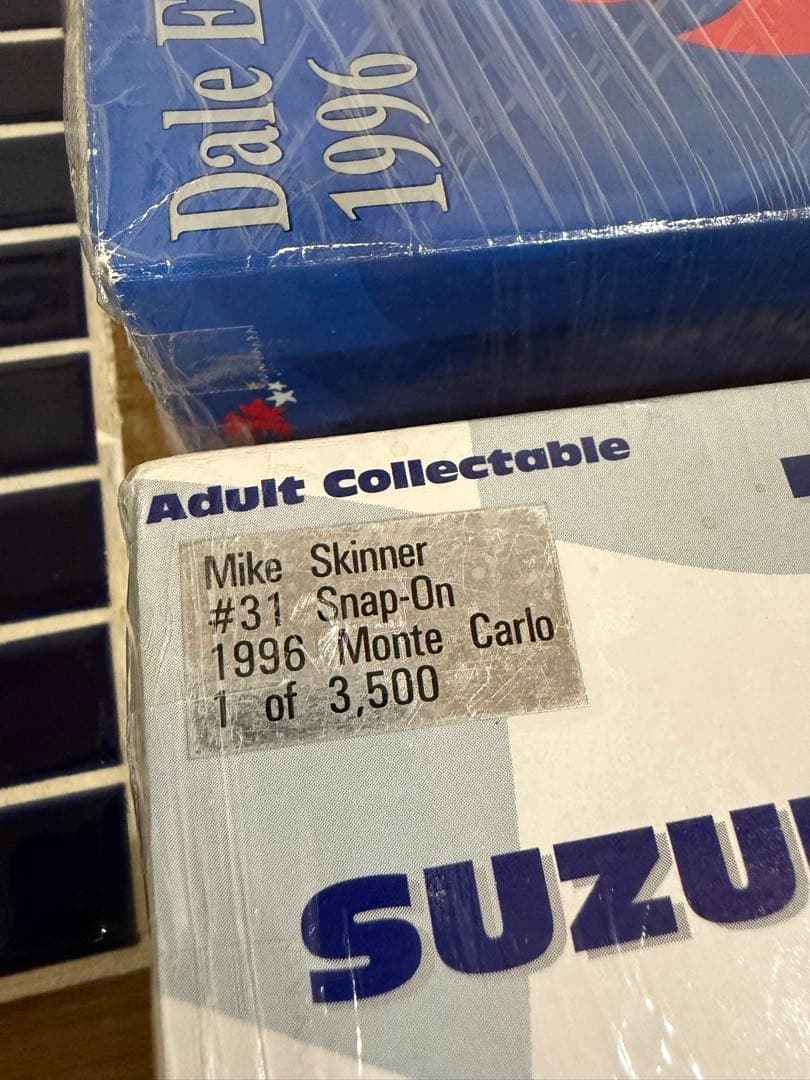 Dale E
1996
Adult Collectable
Mike Skinner
#31 Snap-On
1996 Monte Carlo
1 of 3,500
SUZU